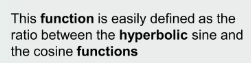 This function is easily defined as the
ratio between the hyperbolic sine and
the cosine functions